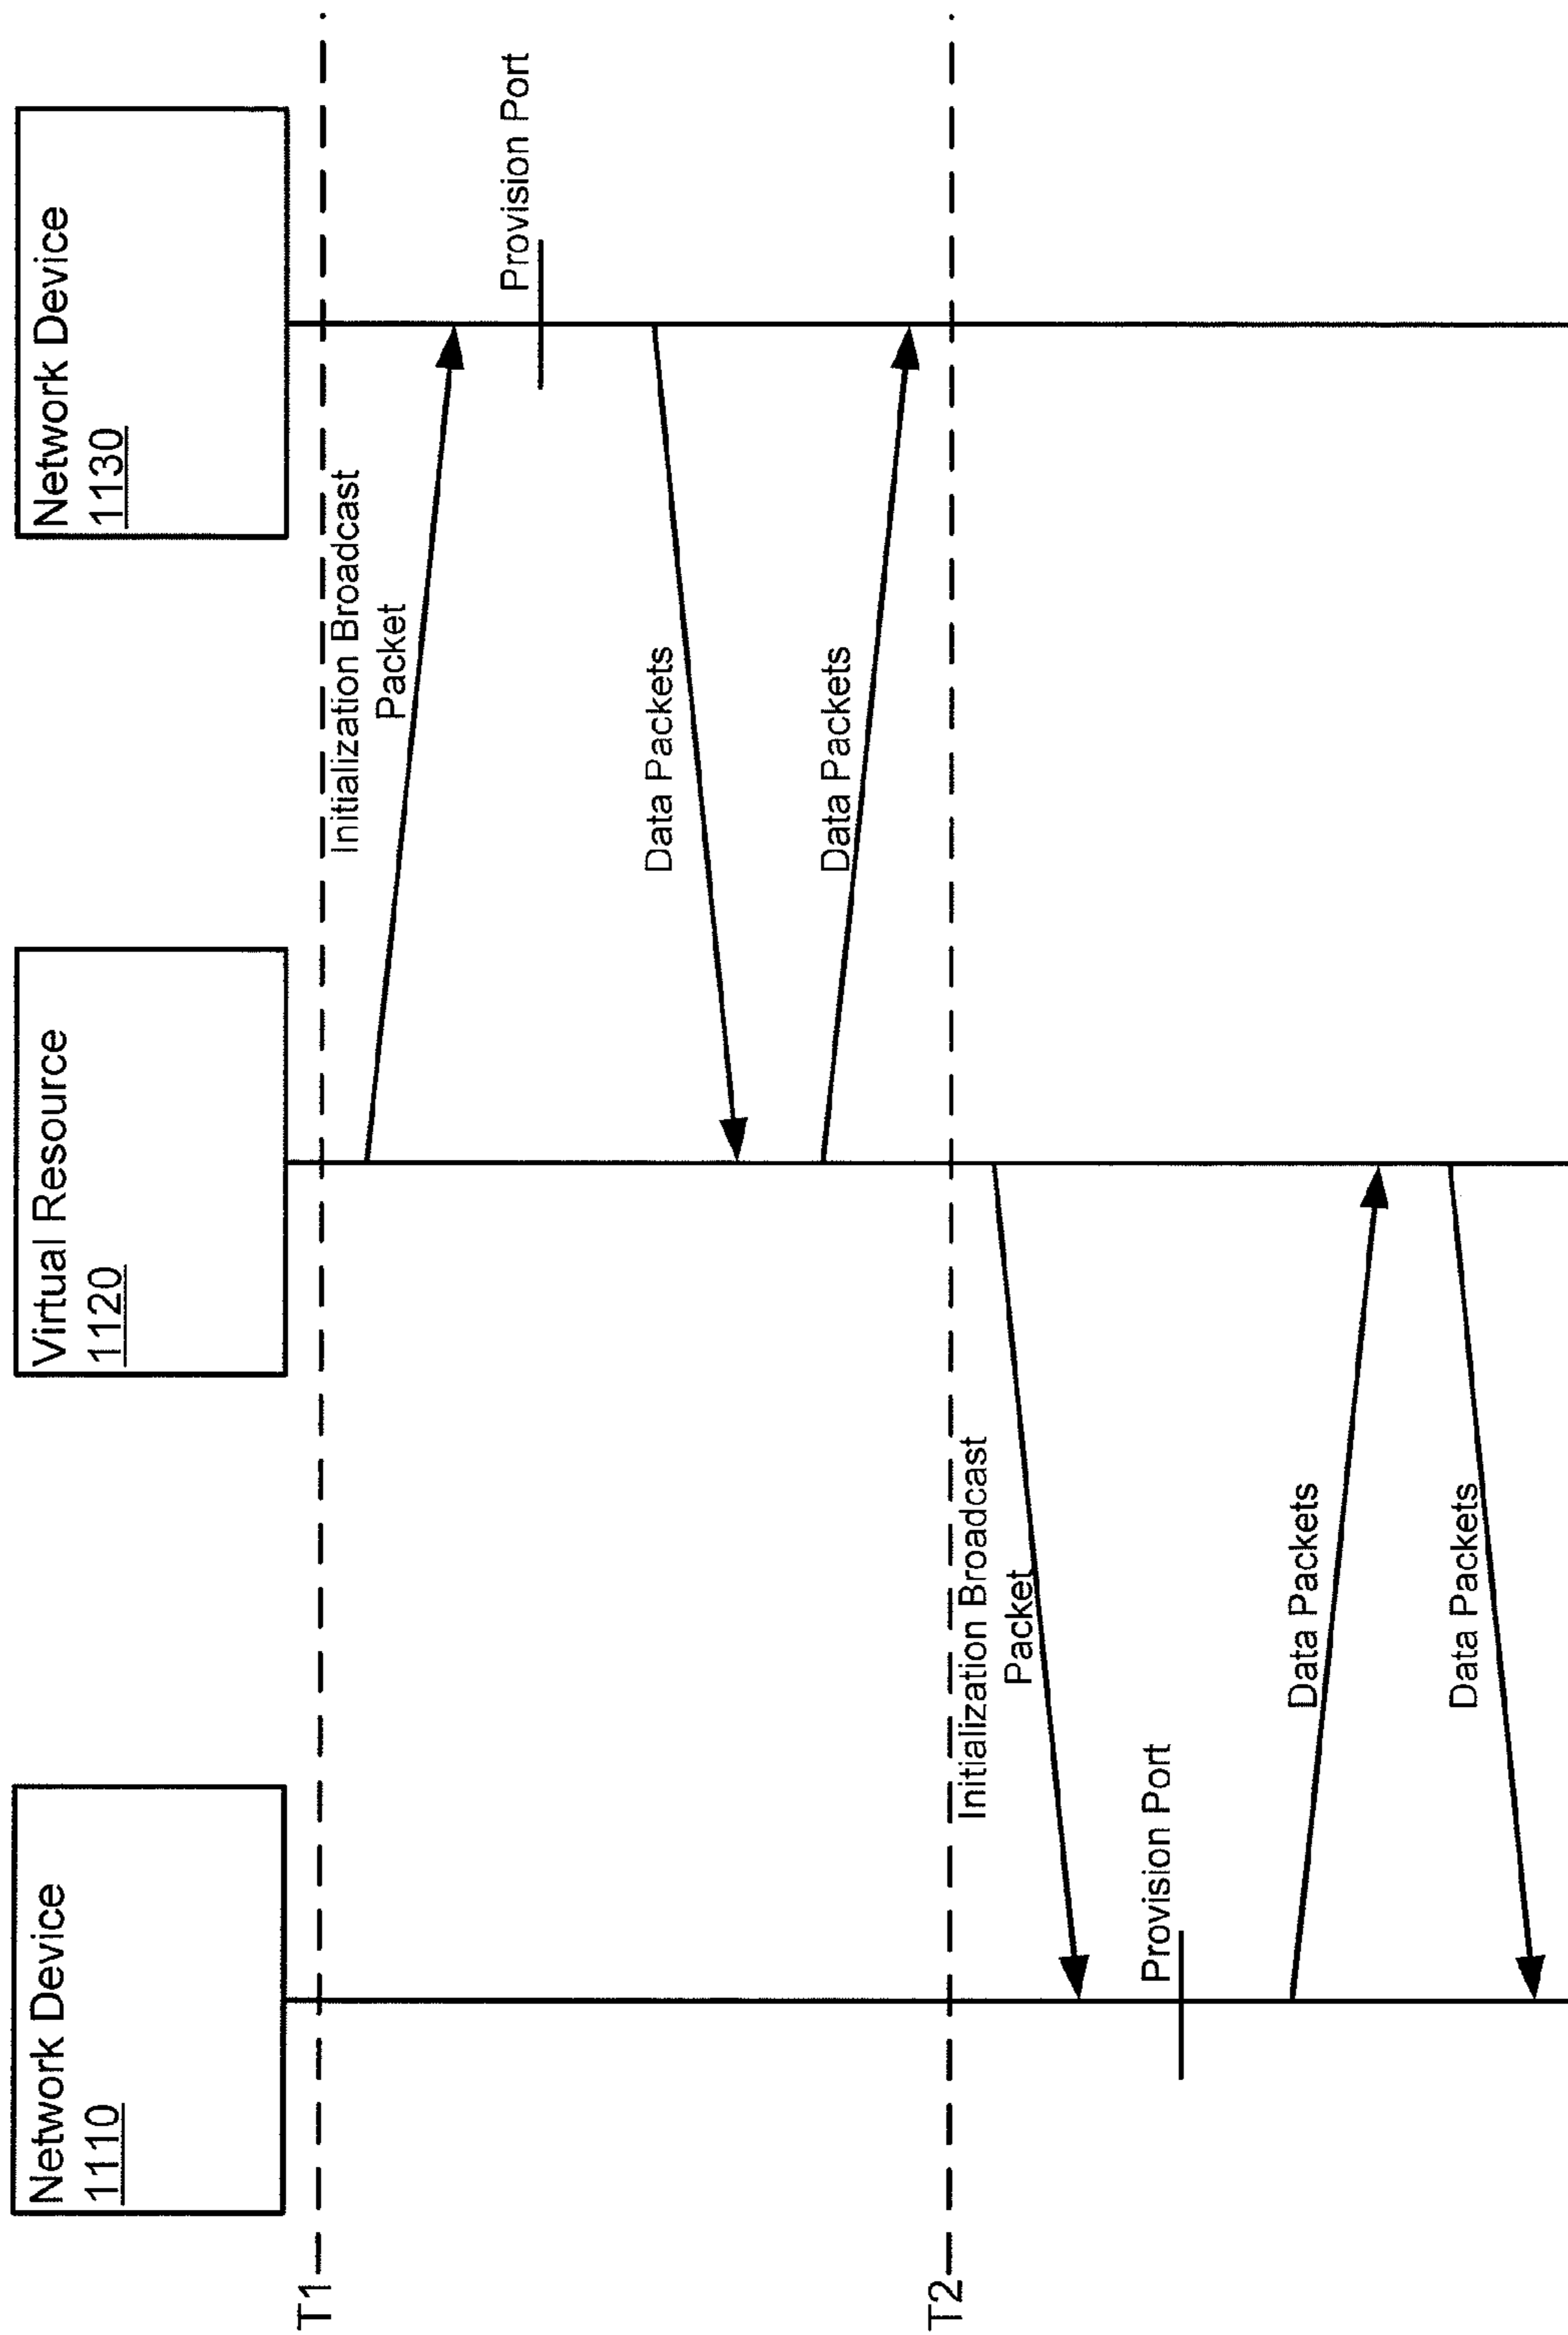 Network Device
1110
Virtual Resource
1120
Network Device
1130
T1
Initialization Broadcast
Packet
Provision Port
Data Packets
Data Packets
T2
Initialization Broadcast
Packet
Provision Port
Data Packets
Data Packets